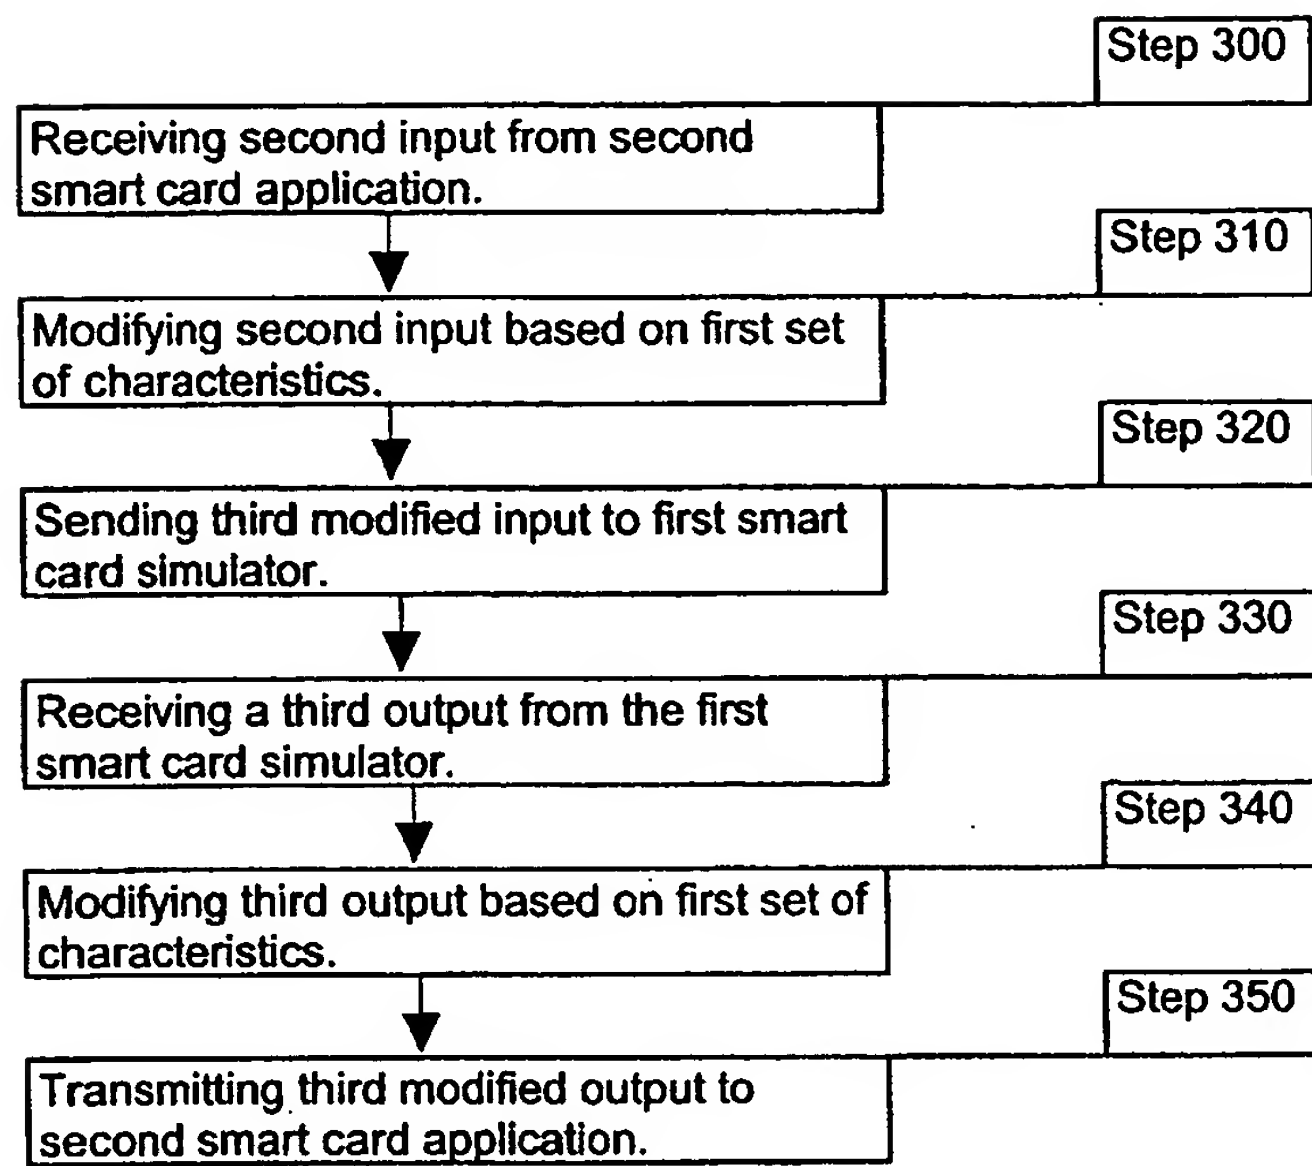 Step 300
Receiving second input from second
smart card application.
Step 310
Modifying second input based on first set
of characteristics.
Step 320
Sending third modified input to first smart
card simulator.
Step 330
Receiving a third output from the first
smart card simulator.
Step 340
Modifying third output based on first set of
characteristics.
Step 350
Transmitting third modified output to
second smart card application.